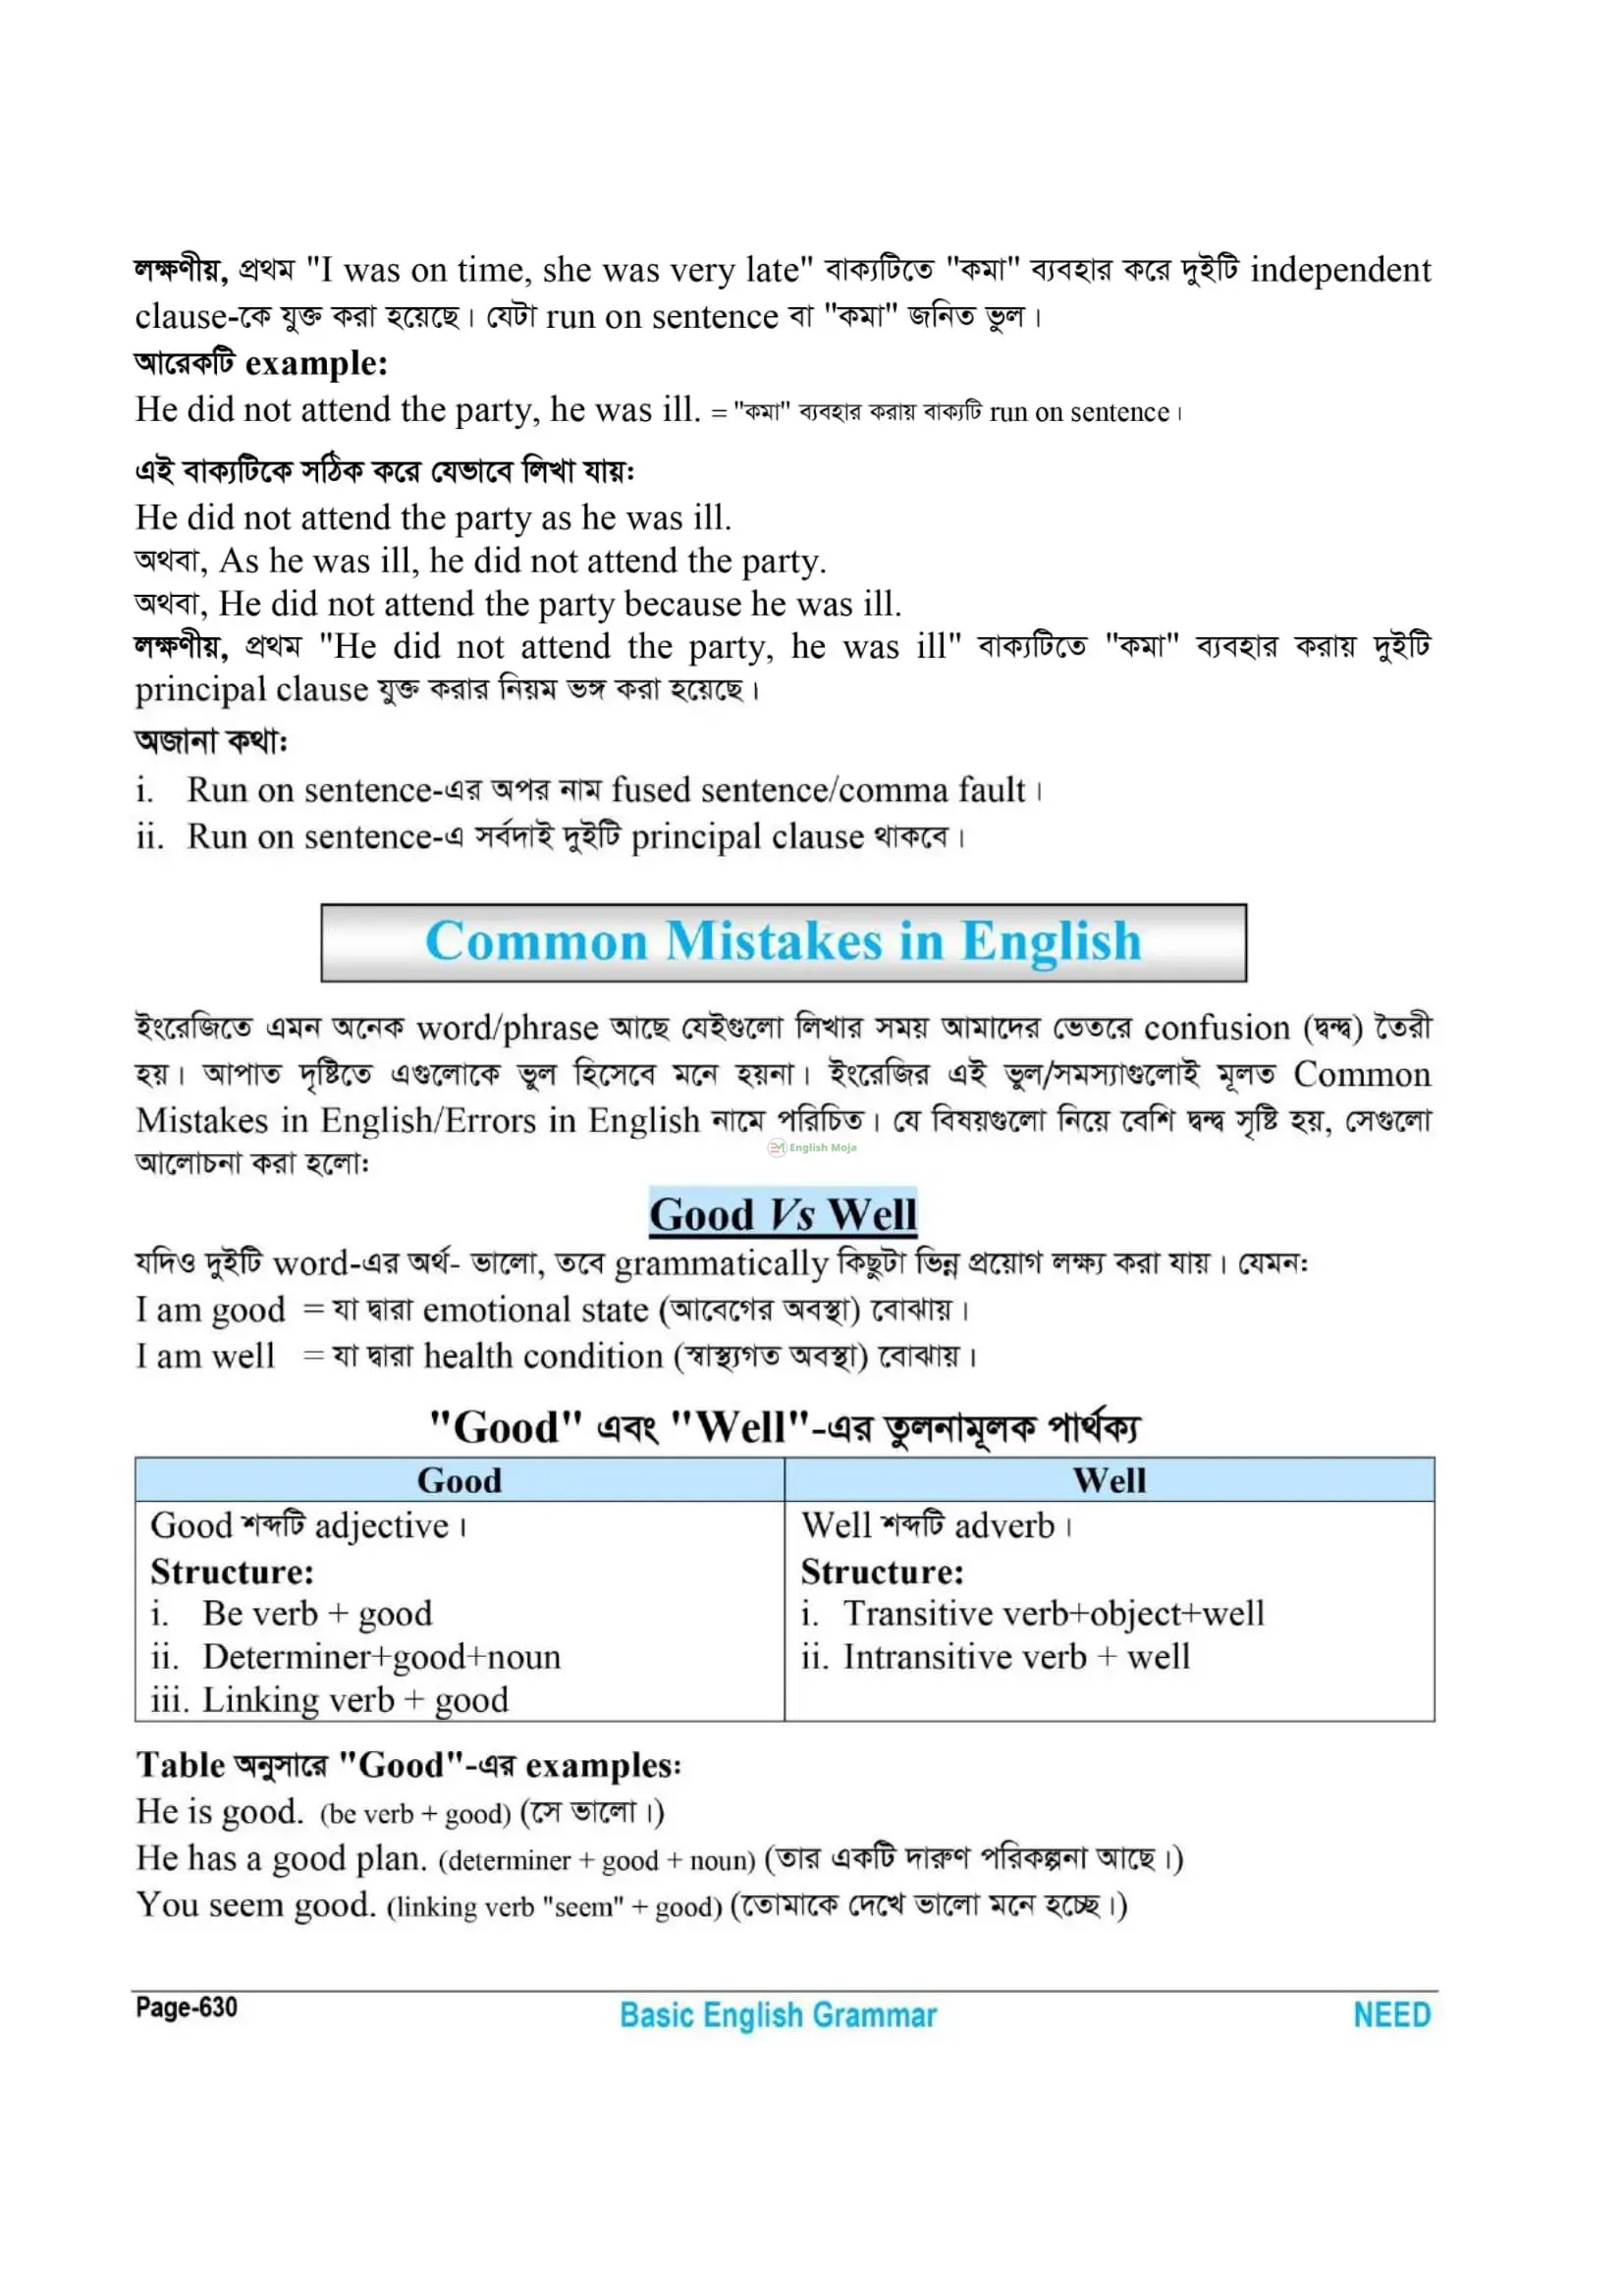 লক্ষণীয়, প্রথম "I was on time, she was very late" বাক্যটিতে "কমা" ব্যবহার করে দুইটি independent
clause-কে যুক্ত করা হয়েছে। যেটা run on sentence বা "কমা" জনিত ভুল।
আরেকটি example:
He did not attend the party, he was ill. = "কমা" ব্যবহার করায় বাক্যটি run on sentence।
এই বাক্যটিকে সঠিক করে যেভাবে লিখা যায়ঃ
He did not attend the party as he was ill.
অথবা, As he was ill, he did not attend the party.
অথবা, He did not attend the party because he was ill.
লক্ষণীয়, প্রথম "He did not attend the party, he was ill" বাক্যটিতে "কমা" ব্যবহার করায় দুইটি
principal clause যুক্ত করার নিয়ম ভঙ্গ করা হয়েছে।
অজানা কথাঃ
i. Run on sentence-এর অপর নাম fused sentence/comma fault।
ii. Run on sentence-এ সর্বদাই দুইটি principal clause থাকবে।
Common Mistakes in English
ইংরেজিতে এমন অনেক word/phrase আছে যেইগুলো লিখার সময় আমাদের ভেতরে confusion (দ্বন্দ্ব) তৈরী
হয়। আপাত দৃষ্টিতে এগুলোকে ভুল হিসেবে মনে হয়না। ইংরেজির এই ভুল/সমস্যাগুলোই মূলত Common
Mistakes in English/Errors in English নামে পরিচিত। যে বিষয়গুলো নিয়ে বেশি দ্বন্দ্ব সৃষ্টি হয়, সেগুলো
English Moja
আলোচনা করা হলোঃ
Good Vs Well
যদিও দুইটি word-এর অর্থ- ভালো, তবে grammatically কিছুটা ভিন্ন প্রয়োগ লক্ষ্য করা যায়। যেমনঃ
I am good = যা দ্বারা emotional state (আবেগের অবস্থা) বোঝায়।
I am well = যা দ্বারা health condition (স্বাস্থ্যগত অবস্থা) বোঝায়।
"Good" এবং "Well"-এর তুলনামূলক পার্থক্য
Good
Good শব্দটি adjective।
Structure:
i. Be verb + good
ii. Determiner+good+noun
iii. Linking verb + good
Well
Well শব্দটি adverb।
Structure:
i. Transitive verb+object+well
ii. Intransitive verb + well
Table অনুসারে "Good"-এর examples:
He is good. (be verb + good) (সে ভালো।)
He has a good plan. (determiner + good + noun) (তার একটি দারুণ পরিকল্পনা আছে।)
You seem good. (linking verb "seem" + good) (তোমাকে দেখে ভালো মনে হচ্ছে।)
Page-630
Basic English Grammar
NEED